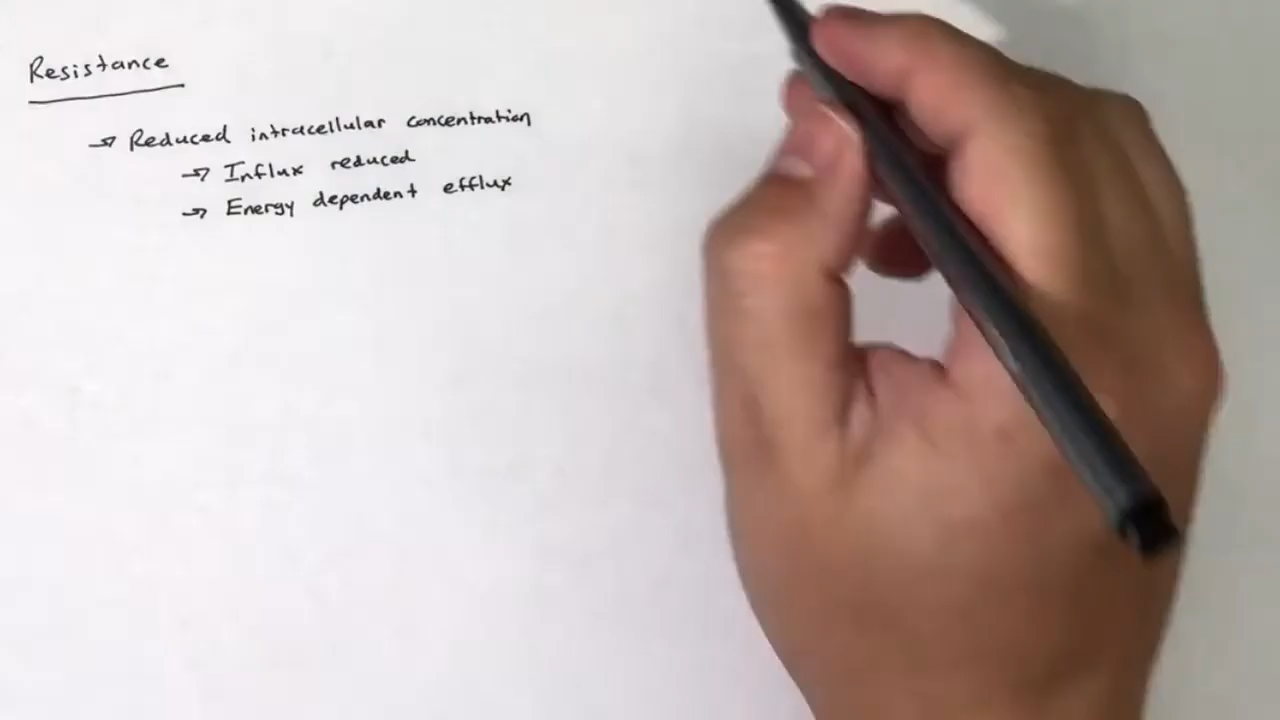 Resistance
→ Reduced intracellular concentration
→ Influx reduced
→ Energy dependent efflux